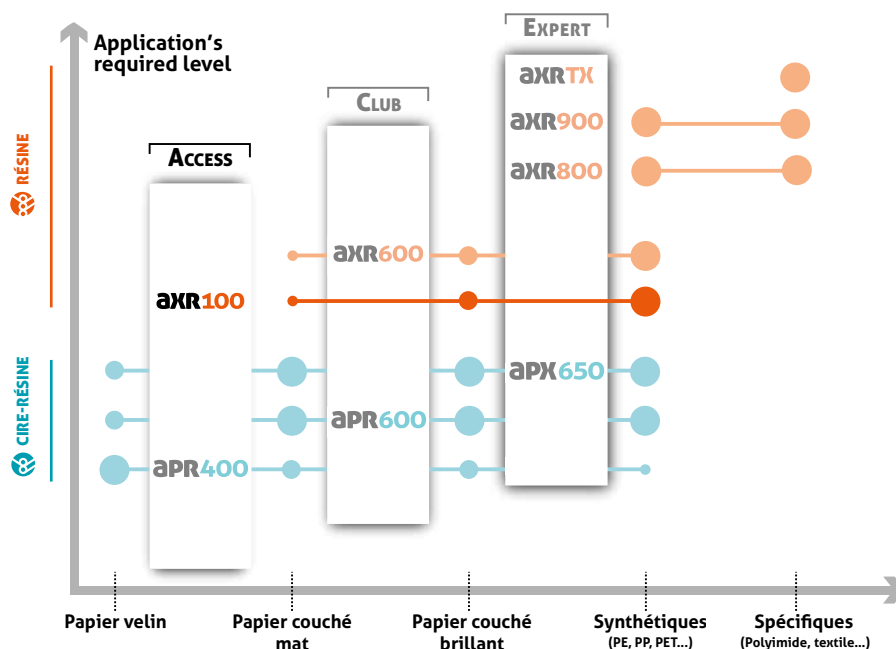 Application's
required level
EXPERT
CLUB
ACCESS
RÉSINE
CIRE-RÉSINE
aXRTX
aXR900
aXR800
aXR600
aXR100
aPX650
aPR600
aPR400
Papier velin
Papier couché
mat
Papier couché
brillant
Synthétiques
(PE, PP, PET...)
Spécifiques
(Polyimide, textile...)